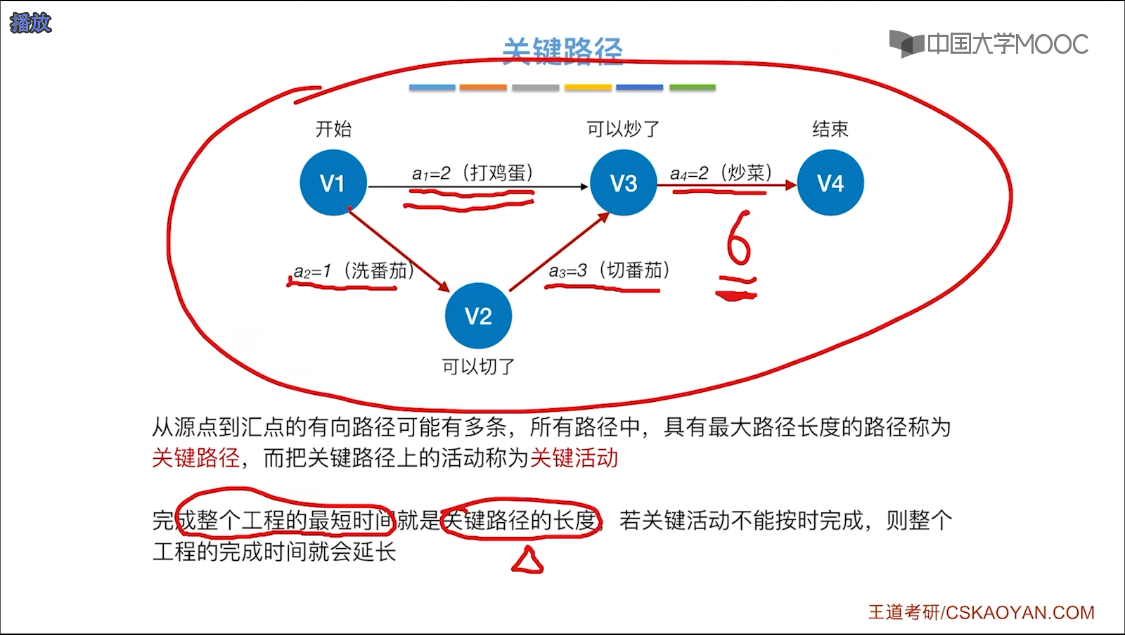 播放
中国大学MOOC
关键路径
开始
可以炒了
结束
V1
a₁=2（打鸡蛋）
V3
a₄=2（炒菜）
V4
6
a₂=1（洗番茄）
a₃=3（切番茄）
V2
可以切了
从源点到汇点的有向路径可能有多条，所有路径中，具有最大路径长度的路径称为
关键路径，而把关键路径上的活动称为关键活动
完成整个工程的最短时间就是关键路径的长度，若关键活动不能按时完成，则整个
工程的完成时间就会延长
王道考研/CSKAOYAN.COM